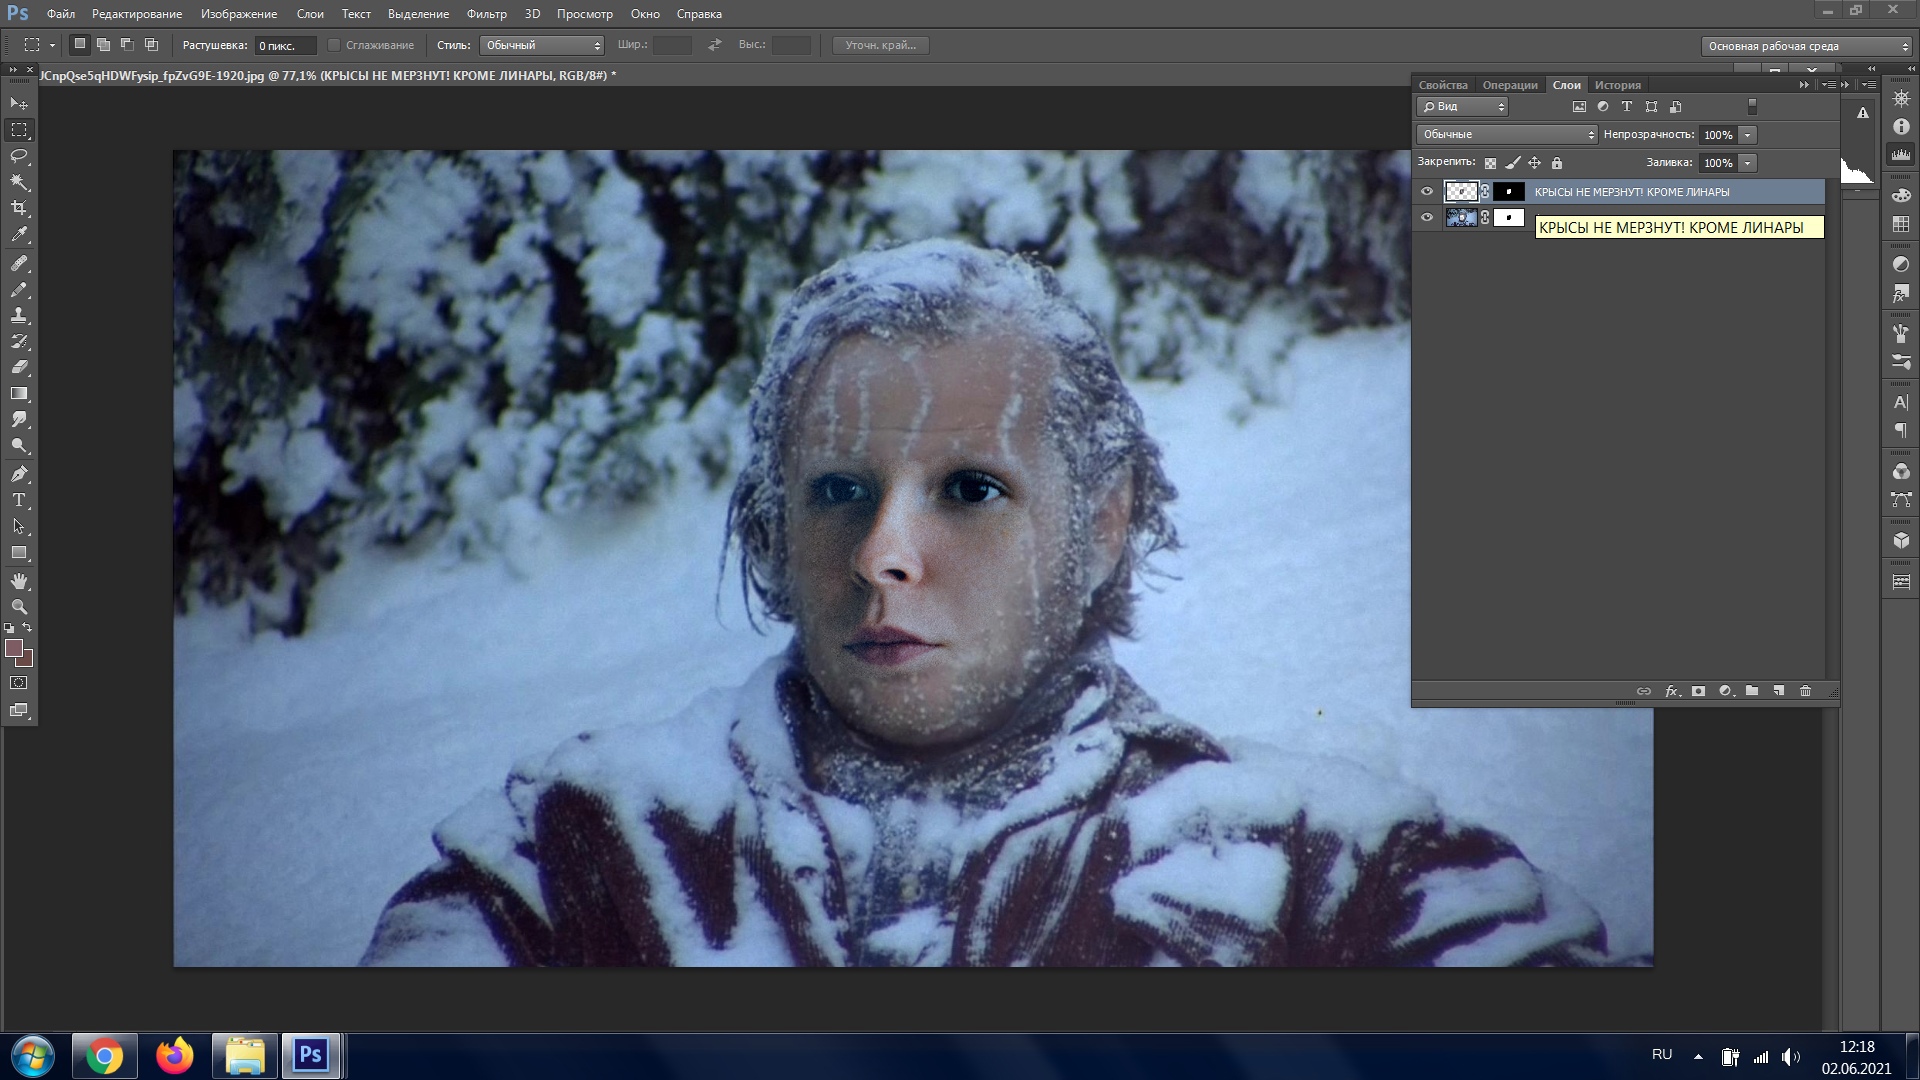 Ps Файл Редактирование Изображение Слои Текст Выделение Фильтр 3D Просмотр Окно Справка
Растушевка: 0 пикс. Сглаживание Стиль: Обычный Шир.: Выс.: Уточн. край... Основная рабочая среда
JCnpQse5qHDWFysip_fpZvG9E-1920.jpg @ 77,1% (КРЫСЫ НЕ МЕРЗНУТ! КРОМЕ ЛИНАРЫ, RGB/8#) *
Свойства Операции Слои История
Вид
Обычные Непрозрачность: 100%
Закрепить: Заливка: 100%
КРЫСЫ НЕ МЕРЗНУТ! КРОМЕ ЛИНАРЫ
КРЫСЫ НЕ МЕРЗНУТ! КРОМЕ ЛИНАРЫ
fx
Ps
RU
12:18
02.06.2021